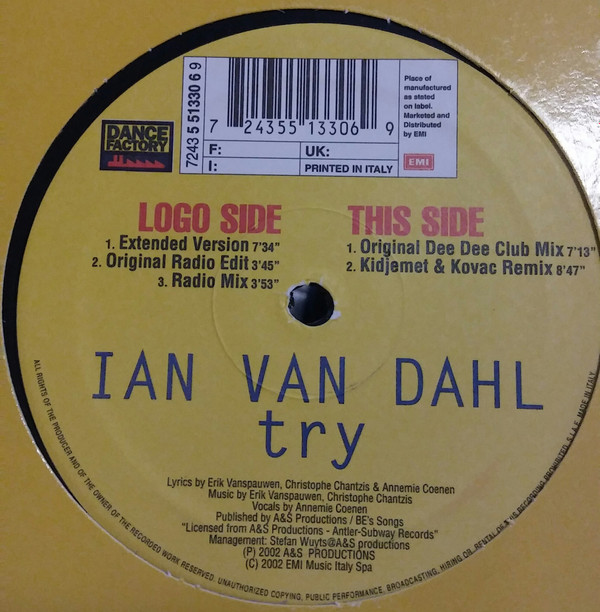 DANCE
FACTORY
7243 5 51330 6 9
7 24355 13306 9
F:
UK:
I:
PRINTED IN ITALY
Place of
manufactured
as stated
on label.
Marketed and
Distributed
by EMI
EMI
LOGO SIDE
1. Extended Version 7'34"
2. Original Radio Edit 3'45"
3. Radio Mix 3'53"
THIS SIDE
1. Original Dee Dee Club Mix 7'13"
2. Kidjemet & Kovac Remix 8'47"
IAN VAN DAHL
try
Lyrics by Erik Vanspauwen, Christophe Chantzis & Annemie Coenen
Music by Erik Vanspauwen, Christophe Chantzis
Vocals by Annemie Coenen
Published by A&S Productions / BE's Songs
"Licensed from A&S Productions - Antler-Subway Records"
Management: Stefan Wuyts@A&S productions
(P) 2002 A&S PRODUCTIONS
(C) 2002 EMI Music Italy Spa
ALL RIGHTS OF THE PRODUCER AND OF THE OWNER OF THE RECORDED WORK RESERVED. UNAUTHORIZED COPYING, PUBLIC PERFORMANCE, BROADCASTING, HIRING OR RENTAL OF THIS RECORDING PROHIBITED. S.I.A.E. MADE IN ITALY